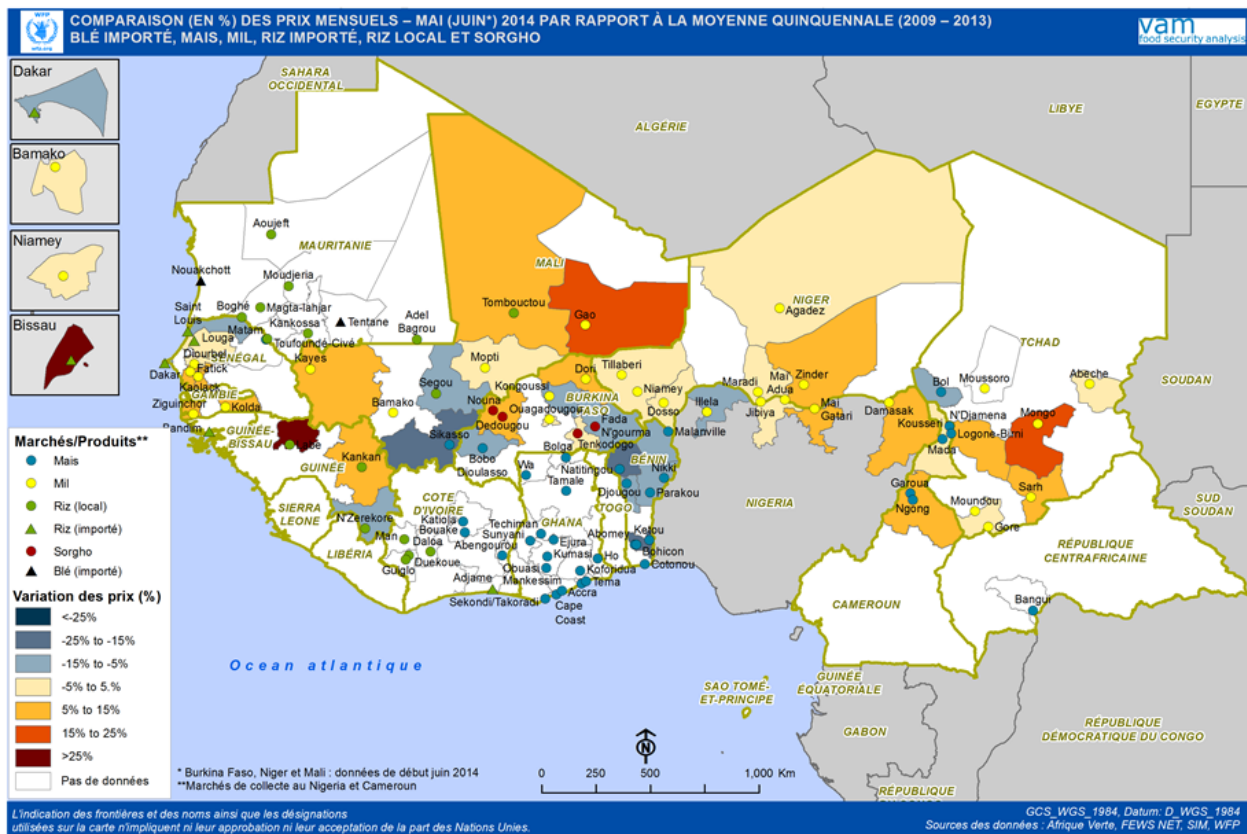 WFP
wfp.org
COMPARAISON (EN %) DES PRIX MENSUELS – MAI (JUIN*) 2014 PAR RAPPORT À LA MOYENNE QUINQUENNALE (2009 – 2013)
BLÉ IMPORTÉ, MAIS, MIL, RIZ IMPORTÉ, RIZ LOCAL ET SORGHO
vam
food security analysis
Dakar
Bamako
Niamey
Bissau
SAHARA
OCCIDENTAL
ALGÉRIE
LIBYE
EGYPTE
Aoujeft
MAURITANIE
Nouakchott
Moudjeria
MALI
NIGER
Agadez
TCHAD
Saint
Louis
Boghé
Magta-lahjar
Kankossa
Tentane
Adel
Bagrou
Tombouctou
Gao
Matam
Louga
Toufoundé-Civé
Diourbel
SÉNÉGAL
Fatick
Dakar
Kaolack
Kayes
Mopti
Tillaberi
Maradi
Mai
Adua
Zinder
Bol
Moussoro
Abeche
SOUDAN
Ziguinchor
GAMBIE
Kolda
Segou
Kongoussi
Dori
Niamey
BURKINA
FASO
Nouna
Ouagadougou
Bamako
Dosso
Illela
Jibiya
Mai
Gatari
Damasak
N'Djamena
Kousseri
Logone-Birni
Mongo
Bandim
GUINÉE-
BISSAU
Labe
Dedougou
Fada
N'gourma
Malanville
Sikasso
Bolga
Tenkodogo
Mada
GUINÉE
Kankan
Bobo
Dioulasso
Wa
Natitingou
BÉNIN
Nikki
Garoua
Ngong
Moundou
Sarh
Tamale
Djougou
Parakou
NIGERIA
Gore
SUD
SOUDAN
SIERRA
LEONE
N'Zerekore
COTE
D'IVOIRE
Katiola
Bouake
Techiman
Sunyani
GHANA
TOGO
Abomey
Ketou
RÉPUBLIQUE
CENTRAFRICAINE
LIBÉRIA
Man
Daloa
Duekoue
Guiglo
Abengourou
Ejura
Kumasi
Ho
Bohicon
Cotonou
Obuasi
Koforidua
Adjame
Mankessim
Tema
Accra
Sekondi/Takoradi
Cape
Coast
CAMEROUN
Bangui
Ocean atlantique
SAO TOMÉ-
ET-PRINCIPE
GUINÉE
ÉQUATORIALE
GABON
RÉPUBLIQUE
DÉMOCRATIQUE DU CONGO
RÉPUBLIQUE
Marchés/Produits**
Mais
Mil
Riz (local)
Riz (importé)
Sorgho
Blé (importé)
Variation des prix (%)
<-25%
-25% to -15%
-15% to -5%
-5% to 5.%
5% to 15%
15% to 25%
>25%
Pas de données
* Burkina Faso, Niger et Mali : données de début juin 2014
**Marchés de collecte au Nigeria et Cameroun
N
0 250 500 1,000 Km
L'indication des frontières et des noms ainsi que les désignations
utilisées sur la carte n'impliquent ni leur approbation ni leur acceptation de la part des Nations Unies.
GCS_WGS_1984, Datum: D_WGS_1984
Sources des données : Afrique Verte, FEWS NET, SIM, WFP